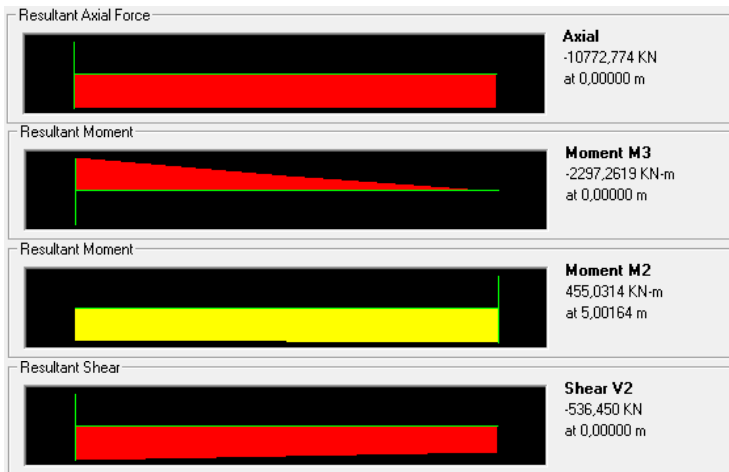 Resultant Axial Force
Axial
-10772,774 KN
at 0,00000 m
Resultant Moment
Moment M3
-2297,2619 KN-m
at 0,00000 m
Resultant Moment
Moment M2
455,0314 KN-m
at 5,00164 m
Resultant Shear
Shear V2
-536,450 KN
at 0,00000 m